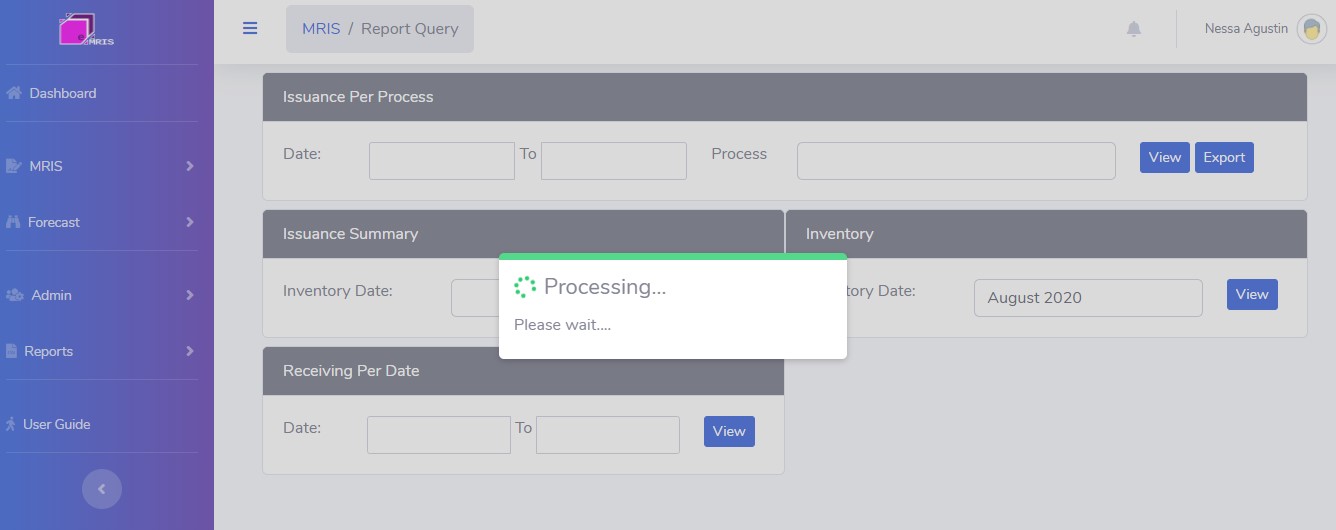 eMRIS
Dashboard
MRIS
Forecast
Admin
Reports
User Guide
MRIS / Report Query
Nessa Agustin
Issuance Per Process
Date:
To
Process
View
Export
Issuance Summary
Inventory Date:
Inventory
tory Date:
August 2020
View
Processing...
Please wait....
Receiving Per Date
Date:
To
View